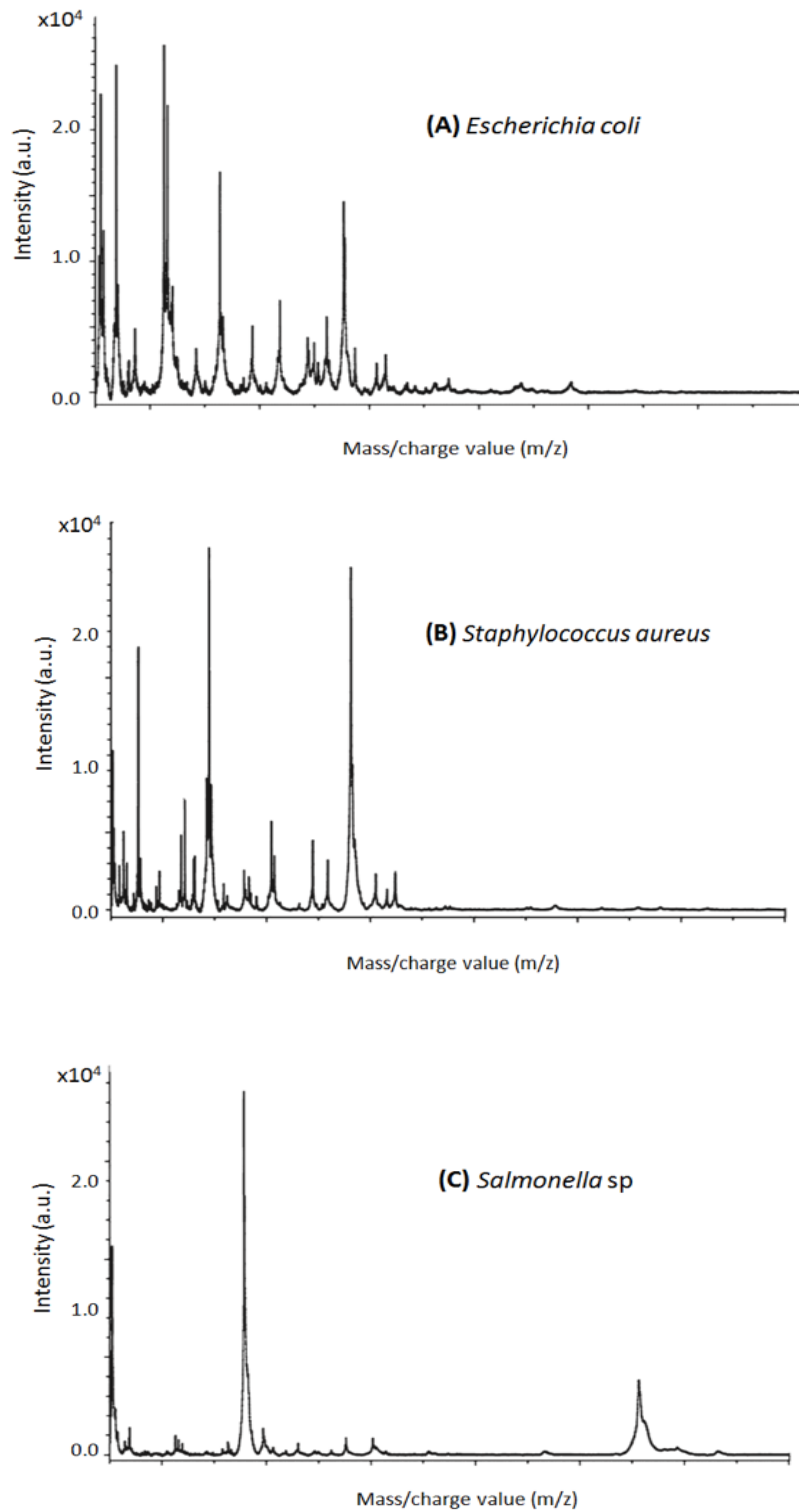 x10⁴
(A) Escherichia coli
2.0
Intensity (a.u.)
1.0
0.0
Mass/charge value (m/z)
x10⁴
(B) Staphylococcus aureus
2.0
Intensity (a.u.)
1.0
0.0
Mass/charge value (m/z)
x10⁴
(C) Salmonella sp
2.0
Intensity (a.u.)
1.0
0.0
Mass/charge value (m/z)